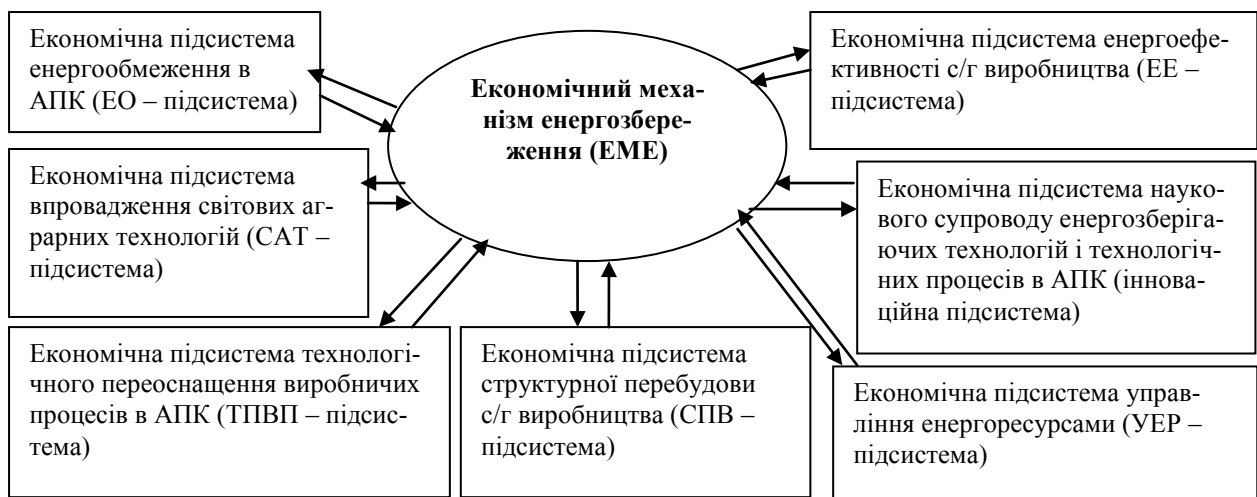 Економічна підсистема
енергообмеження в
АПК (ЕО – підсистема)
Економічний меха-
нізм енергозбере-
ження (ЕМЕ)
Економічна підсистема енергоефе-
ктивності с/г виробництва (ЕЕ –
підсистема)
Економічна підсистема
впровадження світових аг-
рарних технологій (САТ –
підсистема)
Економічна підсистема науко-
вого супроводу енергозберіга-
ючих технологій і технологіч-
них процесів в АПК (іннова-
ційна підсистема)
Економічна підсистема технологі-
чного переоснащення виробничих
процесів в АПК (ТПВП – підсис-
тема)
Економічна підсистема
структурної перебудови
с/г виробництва (СПВ –
підсистема)
Економічна підсистема управ-
ління енергоресурсами (УЕР –
підсистема)